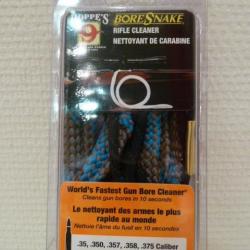 HOPPE'S
9
BORESNAKE
RIFLE CLEANER
NETTOYANT DE CARABINE
World's Fastest Gun Bore Cleaner
Cleans gun bores in 10 seconds
Le nettoyant des armes le plus
rapide au monde
Nettoie l'âme du fusil en 10 secondes
.35, .350, .357, .358, .375 Caliber